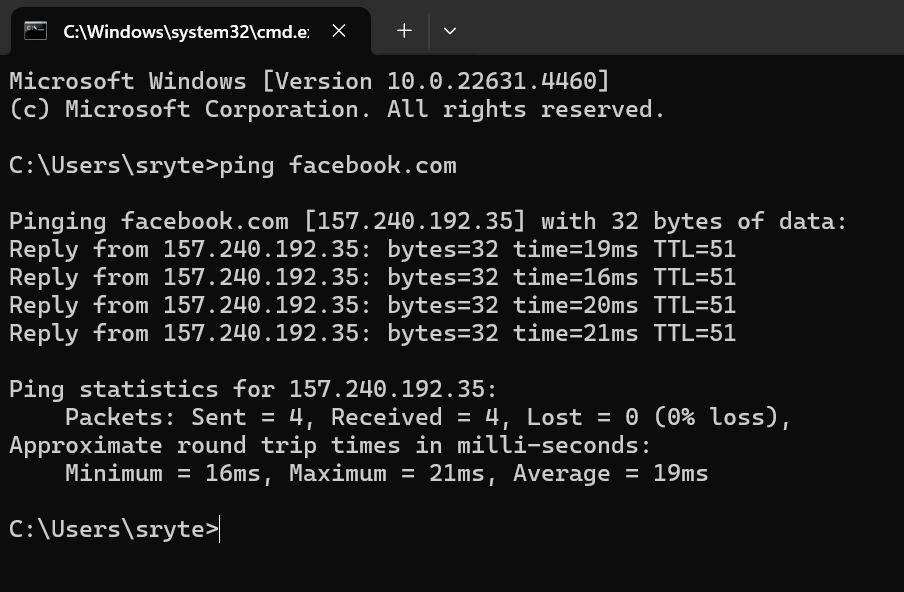 C:\Windows\system32\cmd.e
Microsoft Windows [Version 10.0.22631.4460]
(c) Microsoft Corporation. All rights reserved.
C:\Users\sryte>ping facebook.com
Pinging facebook.com [157.240.192.35] with 32 bytes of data:
Reply from 157.240.192.35: bytes=32 time=19ms TTL=51
Reply from 157.240.192.35: bytes=32 time=16ms TTL=51
Reply from 157.240.192.35: bytes=32 time=20ms TTL=51
Reply from 157.240.192.35: bytes=32 time=21ms TTL=51
Ping statistics for 157.240.192.35:
    Packets: Sent = 4, Received = 4, Lost = 0 (0% loss),
Approximate round trip times in milli-seconds:
    Minimum = 16ms, Maximum = 21ms, Average = 19ms
C:\Users\sryte>